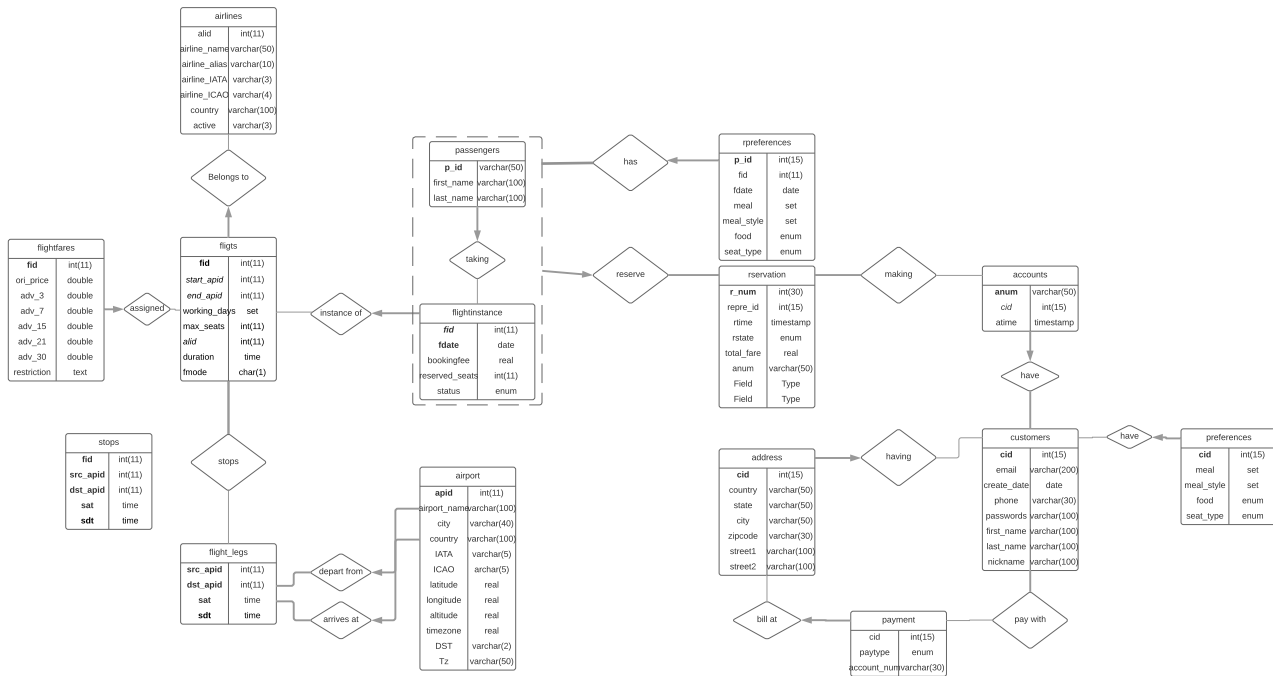 airlines
alid int(11)
airline_name varchar(50)
airline_alias varchar(10)
airline_IATA varchar(3)
airline_ICAO varchar(4)
country varchar(100)
active varchar(3)
Belongs to
flightfares
fid int(11)
ori_price double
adv_3 double
adv_7 double
adv_15 double
adv_21 double
adv_30 double
restriction text
assigned
fligts
fid int(11)
start_apid int(11)
end_apid int(11)
working_days set
max_seats int(11)
alid int(11)
duration time
fmode char(1)
instance of
passengers
p_id varchar(50)
first_name varchar(100)
last_name varchar(100)
taking
flightinstance
fid int(11)
fdate date
bookingfee real
reserved_seats int(11)
status enum
has
rpreferences
p_id int(15)
fid int(11)
fdate date
meal set
meal_style set
food enum
seat_type enum
reserve
rservation
r_num int(30)
repre_id int(15)
rtime timestamp
rstate enum
total_fare real
anum varchar(50)
Field Type
Field Type
making
accounts
anum varchar(50)
cid int(15)
atime timestamp
have
stops
fid int(11)
src_apid int(11)
dst_apid int(11)
sat time
sdt time
stops
flight_legs
src_apid int(11)
dst_apid int(11)
sat time
sdt time
depart from
arrives at
airport
apid int(11)
airport_name varchar(100)
city varchar(40)
country varchar(100)
IATA varchar(5)
ICAO archar(5)
latitude real
longitude real
altitude real
timezone real
DST varchar(2)
Tz varchar(50)
address
cid int(15)
country varchar(50)
state varchar(50)
city varchar(50)
zipcode varchar(30)
street1 varchar(100)
street2 varchar(100)
having
customers
cid int(15)
email varchar(200)
create_date date
phone varchar(30)
passwords varchar(100)
first_name varchar(100)
last_name varchar(100)
nickname varchar(100)
have
preferences
cid int(15)
meal set
meal_style set
food enum
seat_type enum
bill at
payment
cid int(15)
paytype enum
account_num varchar(30)
pay with